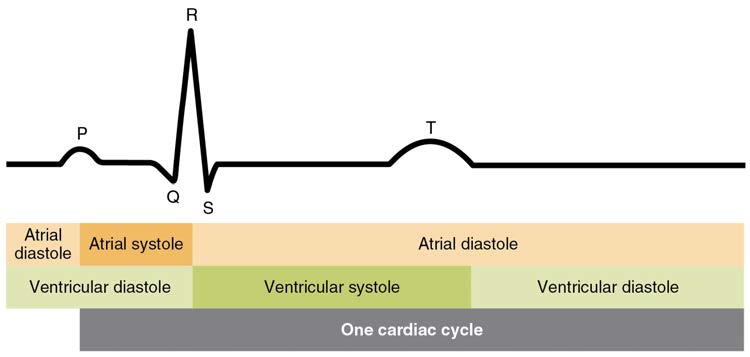 R
P
T
Q
S
Atrial
diastole
Atrial systole
Atrial diastole
Ventricular diastole
Ventricular systole
Ventricular diastole
One cardiac cycle